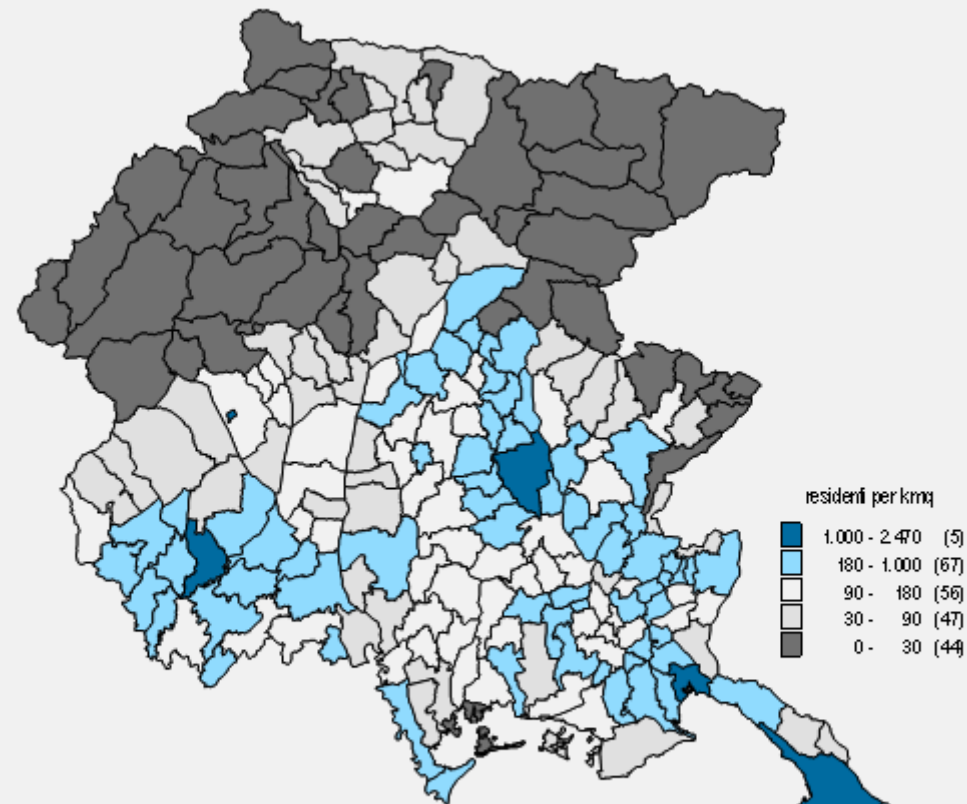 residenti per kmq
1.000 - 2.470 (5)
180 - 1.000 (67)
90 - 180 (56)
30 - 90 (47)
0 - 30 (44)